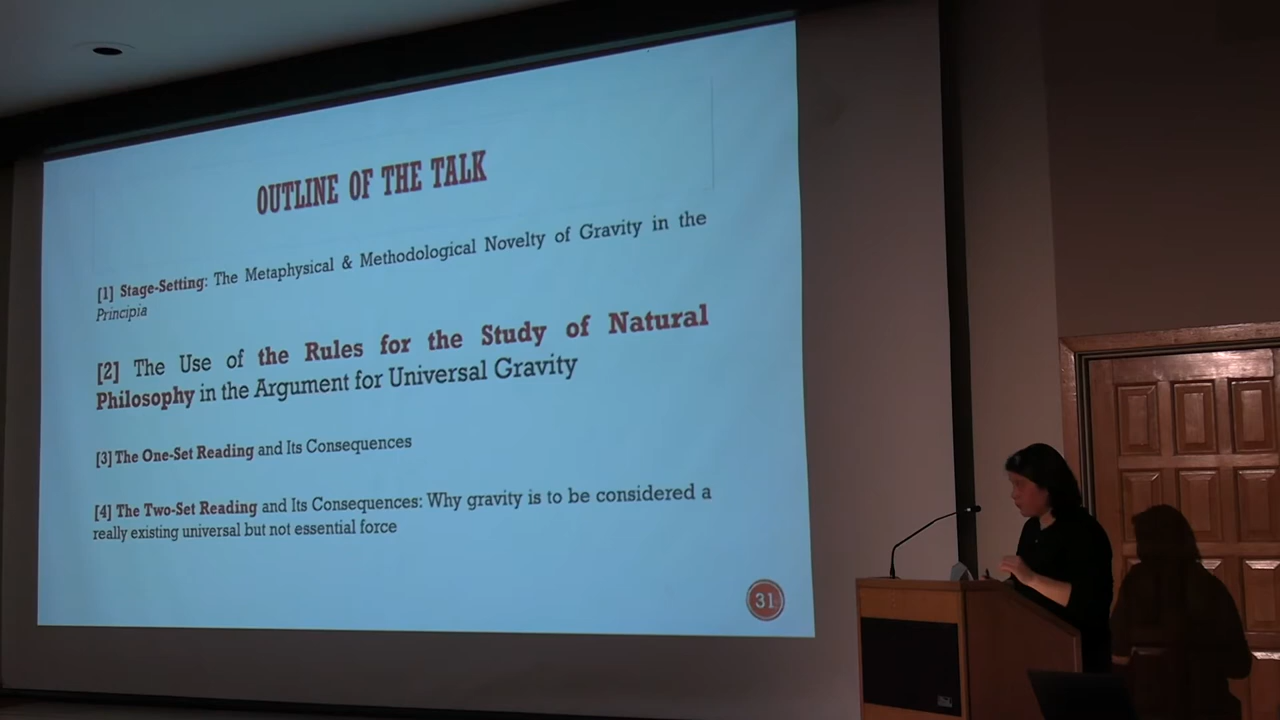 OUTLINE OF THE TALK
[1] Stage-Setting: The Metaphysical & Methodological Novelty of Gravity in the
Principia
[2] The Use of the Rules for the Study of Natural
Philosophy in the Argument for Universal Gravity
[3] The One-Set Reading and Its Consequences
[4] The Two-Set Reading and Its Consequences: Why gravity is to be considered a
really existing universal but not essential force
31